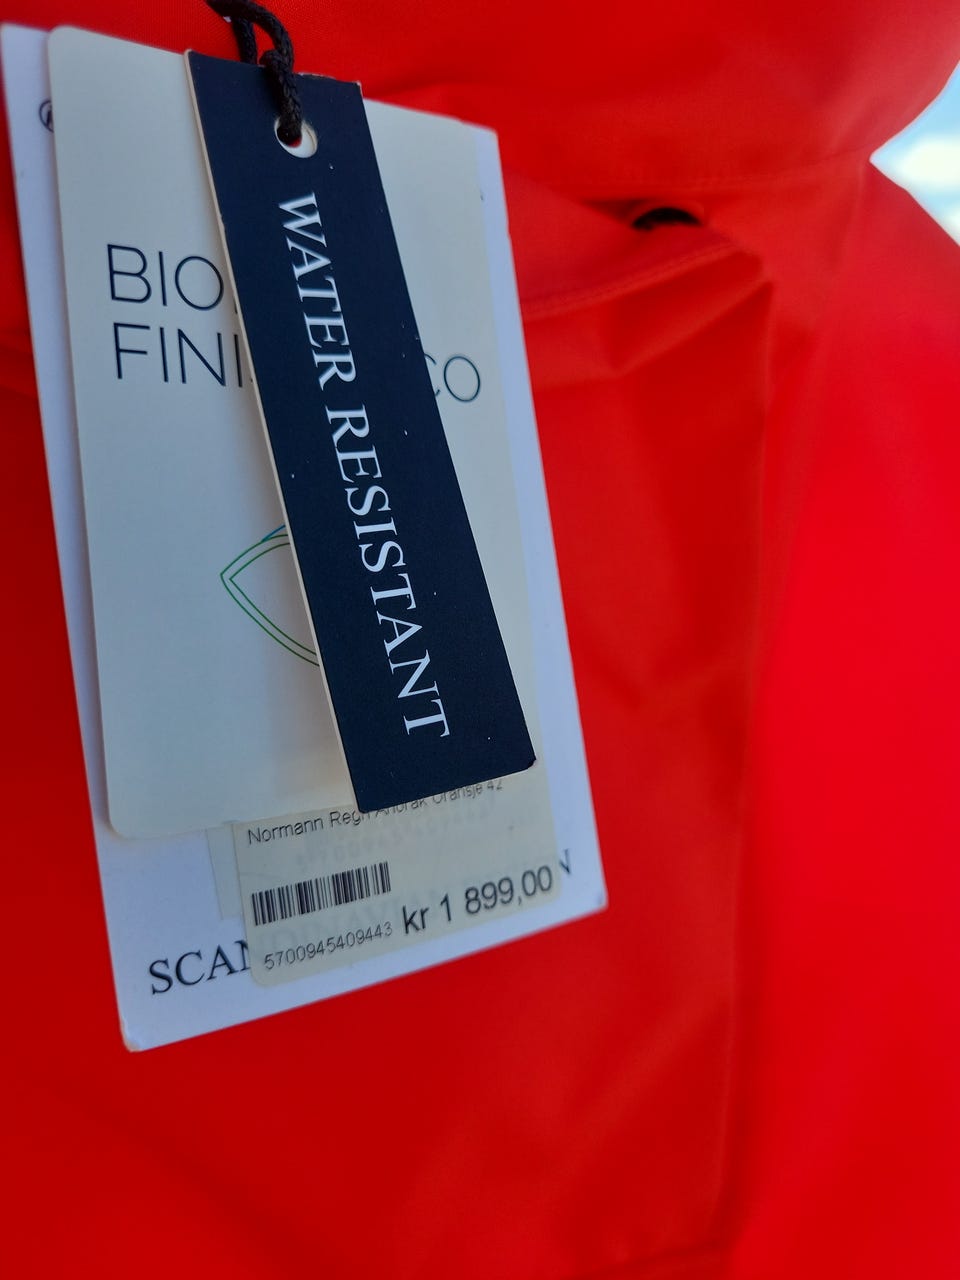 WATER RESISTANT
BIO
FINI
CO
Normann Regn Anorak Oransje 42
5700945409443
kr 1 899,00
SCAN
N